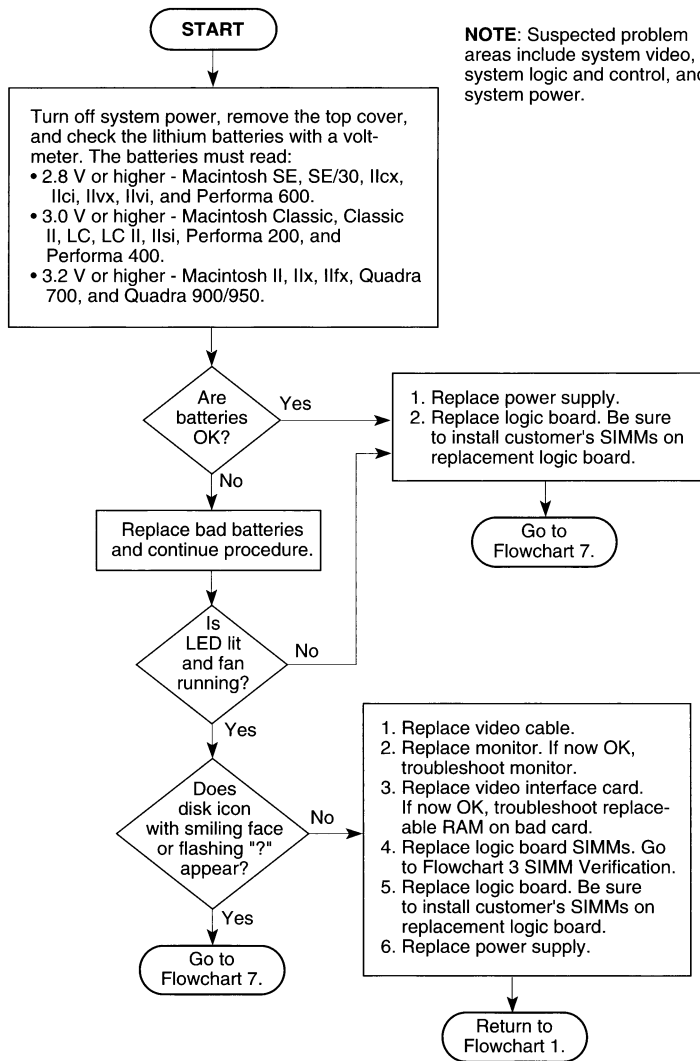 START
NOTE: Suspected problem
areas include system video,
system logic and control, and
system power.
Turn off system power, remove the top cover,
and check the lithium batteries with a volt-
meter. The batteries must read:
• 2.8 V or higher - Macintosh SE, SE/30, IIcx,
IIci, IIvx, IIvi, and Performa 600.
• 3.0 V or higher - Macintosh Classic, Classic
II, LC, LC II, IIsi, Performa 200, and
Performa 400.
• 3.2 V or higher - Macintosh II, IIx, IIfx, Quadra
700, and Quadra 900/950.
Are
batteries
OK?
Yes
No
1. Replace power supply.
2. Replace logic board. Be sure
to install customer's SIMMs on
replacement logic board.
Go to
Flowchart 7.
Replace bad batteries
and continue procedure.
Is
LED lit
and fan
running?
No
Yes
Does
disk icon
with smiling face
or flashing "?"
appear?
No
Yes
1. Replace video cable.
2. Replace monitor. If now OK,
troubleshoot monitor.
3. Replace video interface card.
If now OK, troubleshoot replace-
able RAM on bad card.
4. Replace logic board SIMMs. Go
to Flowchart 3 SIMM Verification.
5. Replace logic board. Be sure
to install customer's SIMMs on
replacement logic board.
6. Replace power supply.
Go to
Flowchart 7.
Return to
Flowchart 1.